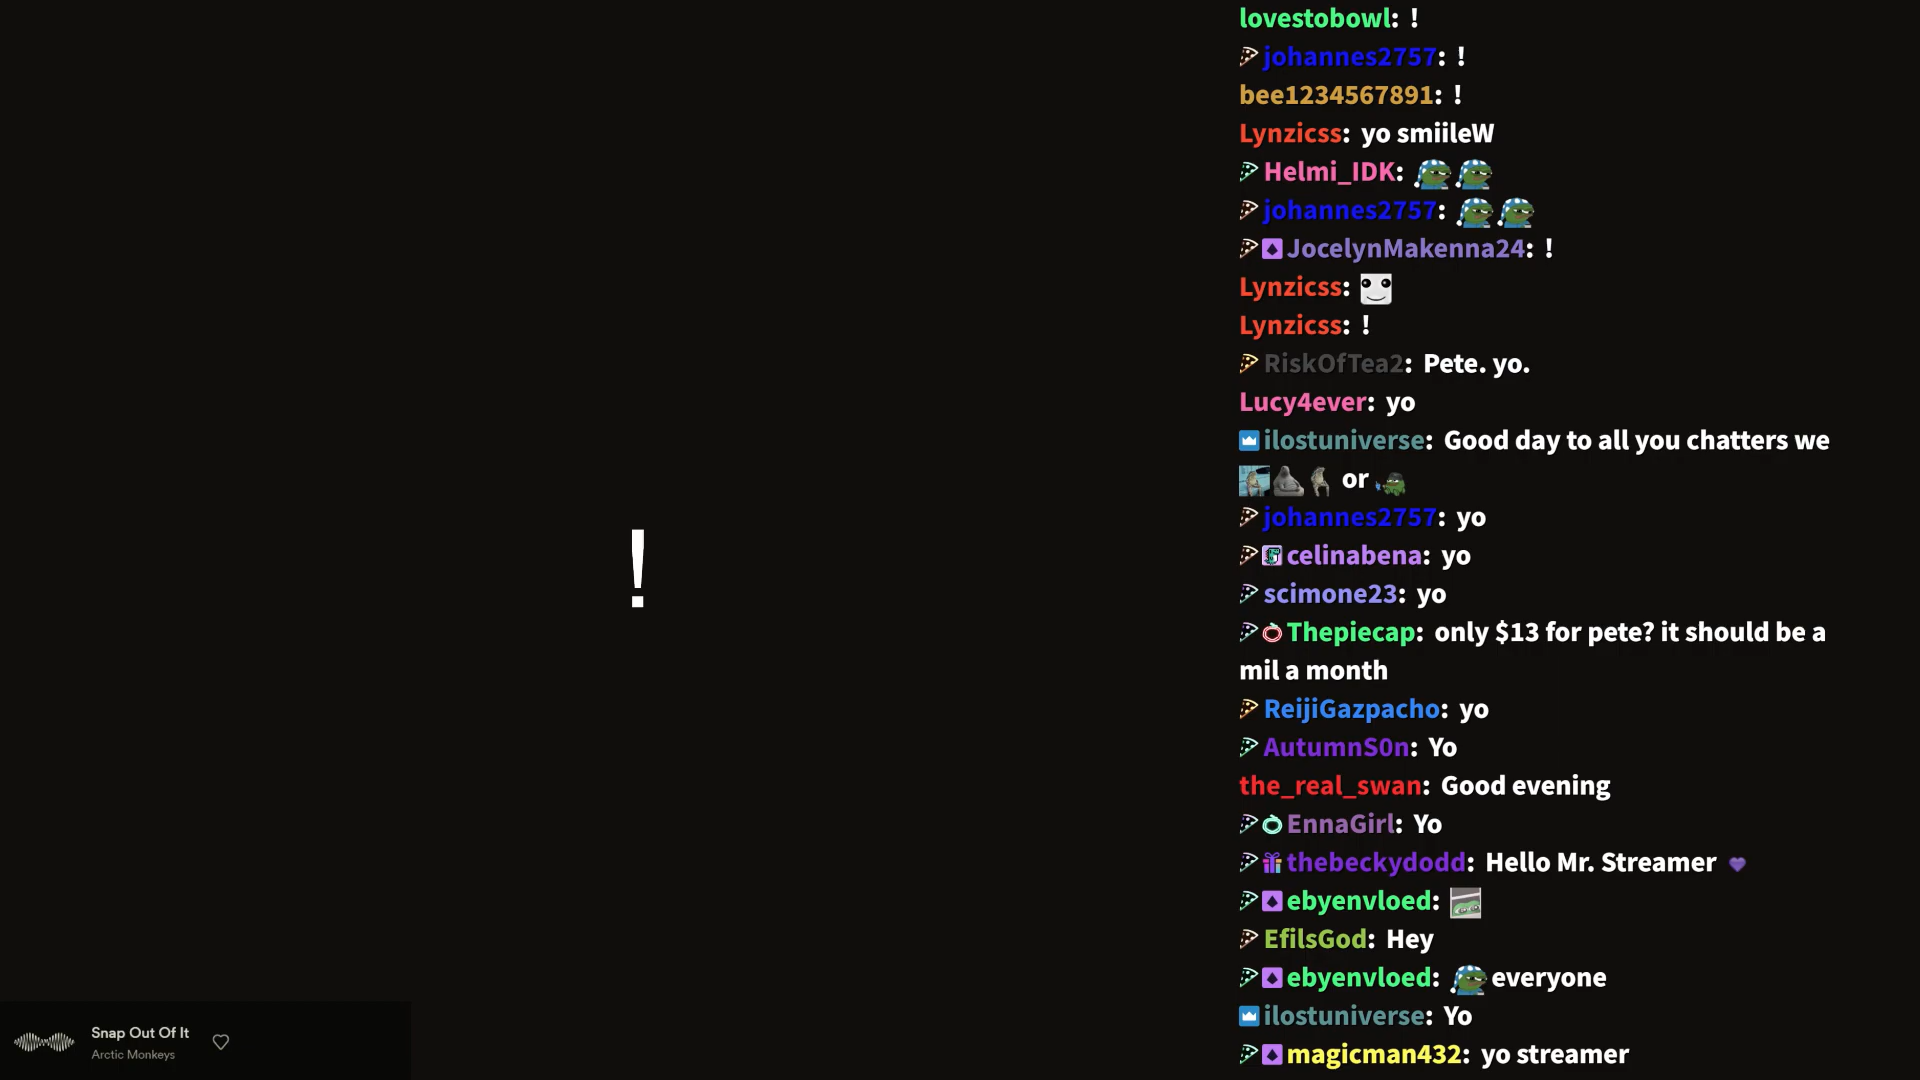 lovestobowl: !
johannes2757: !
bee1234567891: !
Lynzicss: yo smiileW
Helmi_IDK:
johannes2757:
JocelynMakenna24: !
Lynzicss:
Lynzicss: !
RiskOfTea2: Pete. yo.
Lucy4ever: yo
ilostuniverse: Good day to all you chatters we
or
johannes2757: yo
celinabena: yo
scimone23: yo
Thepiecap: only $13 for pete? it should be a
mil a month
ReijiGazpacho: yo
AutumnS0n: Yo
the_real_swan: Good evening
EnnaGirl: Yo
thebeckydodd: Hello Mr. Streamer
ebyenvloed:
EfilsGod: Hey
ebyenvloed: everyone
ilostuniverse: Yo
magicman432: yo streamer
!
Snap Out Of It
Arctic Monkeys